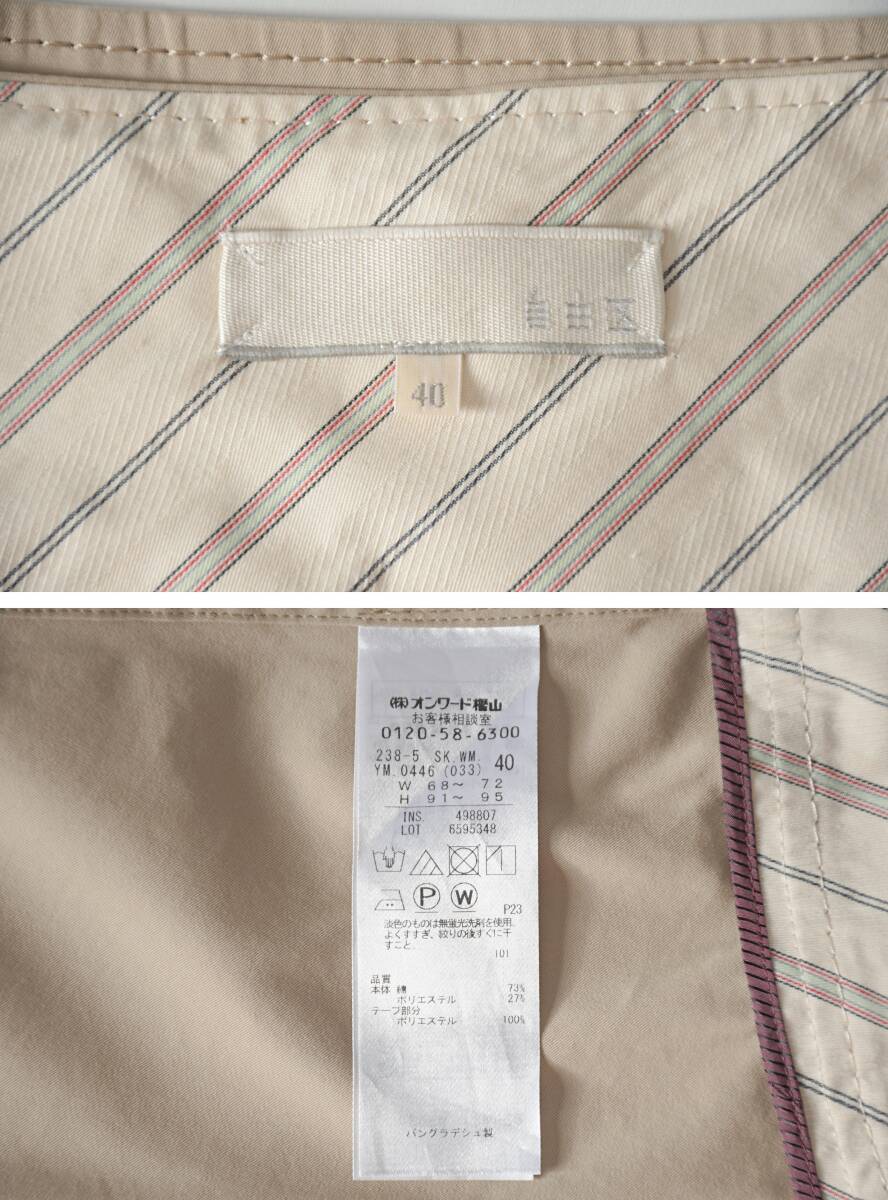 自由区
40
(株)オンワード樫山
お客様相談室
0120-58-6300
238-5 SK.WM. 40
YM.0446(033)
W 68～ 72
H 91～ 95
INS. 498807
LOT 6595348
P W
P23
淡色のものは無蛍光洗剤を使用。
よくすすぎ、絞りの後すぐに干
すこと。
101
品質
本体 綿 73%
ポリエステル 27%
テープ部分
ポリエステル 100%
バングラデシュ製